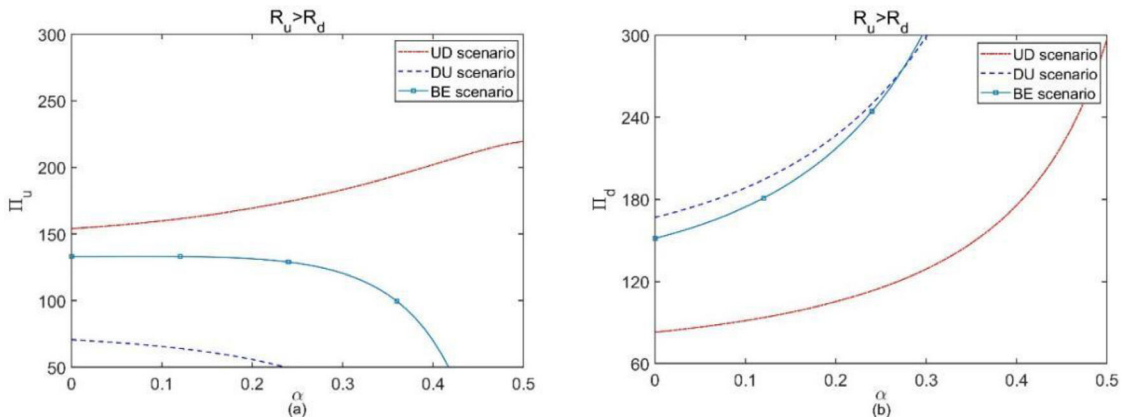 R_u>R_d
300
250
200
150
100
50
Π_u
0
0.1
0.2
0.3
0.4
0.5
α
(a)
UD scenario
DU scenario
BE scenario
R_u>R_d
300
240
180
120
60
Π_d
0
0.1
0.2
0.3
0.4
0.5
α
(b)
UD scenario
DU scenario
BE scenario